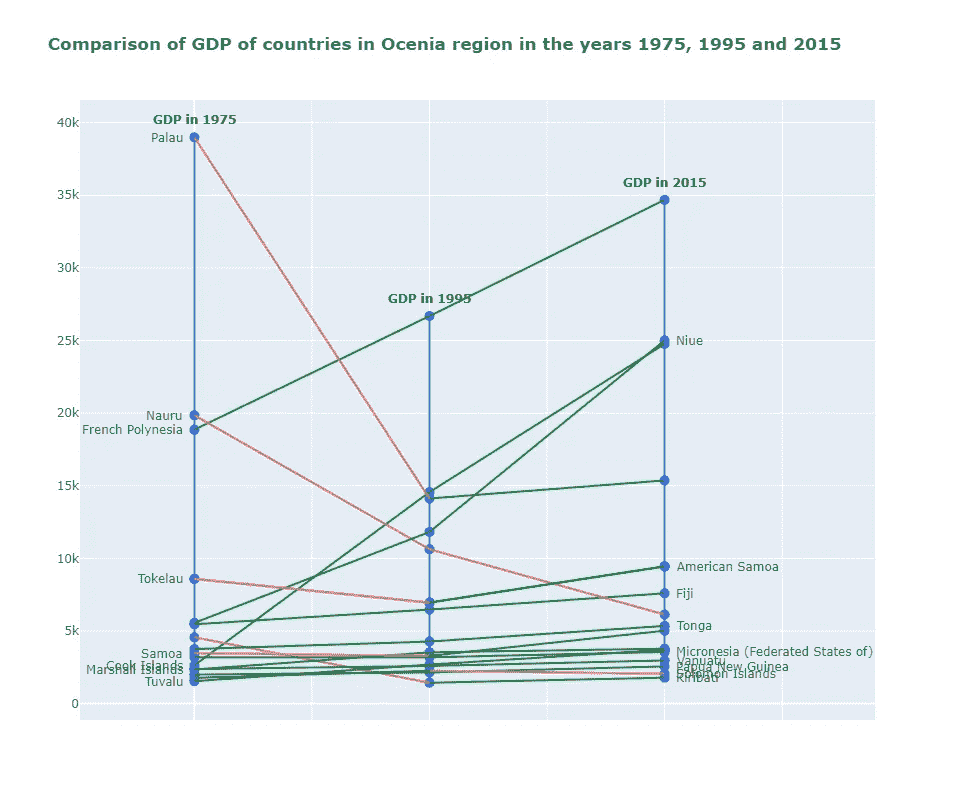 Comparison of GDP of countries in Ocenia region in the years 1975, 1995 and 2015
40k
GDP in 1975
Palau
35k
GDP in 2015
30k
GDP in 1995
25k
Niue
20k
Nauru
French Polynesia
15k
10k
Tokelau
American Samoa
Fiji
5k
Tonga
Samoa
Micronesia (Federated States of)
Cook Islands
Vanuatu
Marshall Islands
Papua New Guinea
Solomon Islands
Tuvalu
Kiribati
0